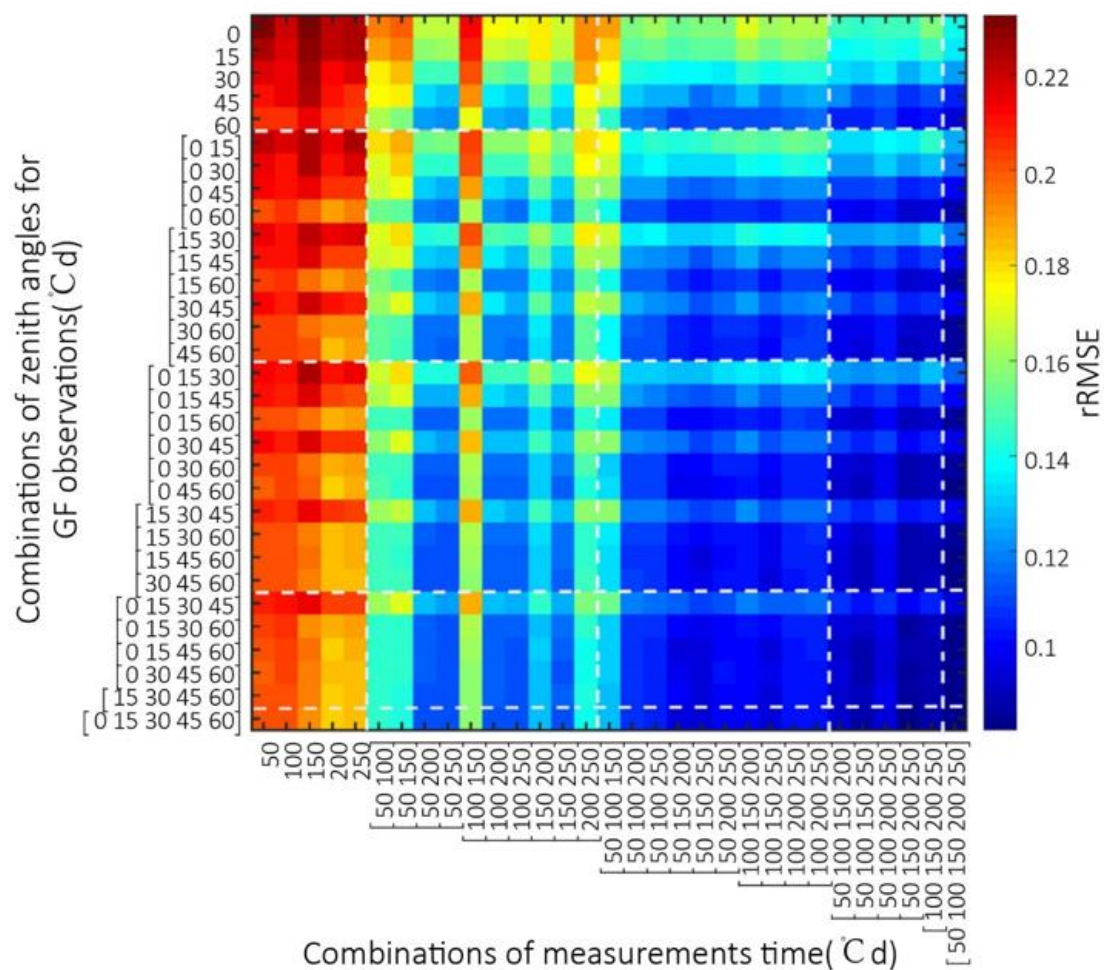 0
15
30
45
60
[0 15]
[0 30]
[0 45]
[0 60]
[15 30]
[15 45]
[15 60]
[30 45]
[30 60]
[45 60]
[0 15 30]
[0 15 45]
[0 15 60]
[0 30 45]
[0 30 60]
[0 45 60]
[15 30 45]
[15 30 60]
[15 45 60]
[30 45 60]
[0 15 30 45]
[0 15 30 60]
[0 15 45 60]
[0 30 45 60]
[15 30 45 60]
[0 15 30 45 60]
Combinations of zenith angles for
GF observations(℃ d)
50
100
150
200
250
[50 100]
[50 150]
[50 200]
[50 250]
[100 150]
[100 200]
[100 250]
[150 200]
[150 250]
[200 250]
[50 100 150]
[50 100 200]
[50 100 250]
[50 150 200]
[50 150 250]
[50 200 250]
[100 150 200]
[100 150 250]
[100 200 250]
[150 200 250]
[50 100 150 200]
[50 100 150 250]
[50 100 200 250]
[50 150 200 250]
[100 150 200 250]
[50 100 150 200 250]
Combinations of measurements time(℃ d)
0.22
0.2
0.18
0.16
0.14
0.12
0.1
rRMSE